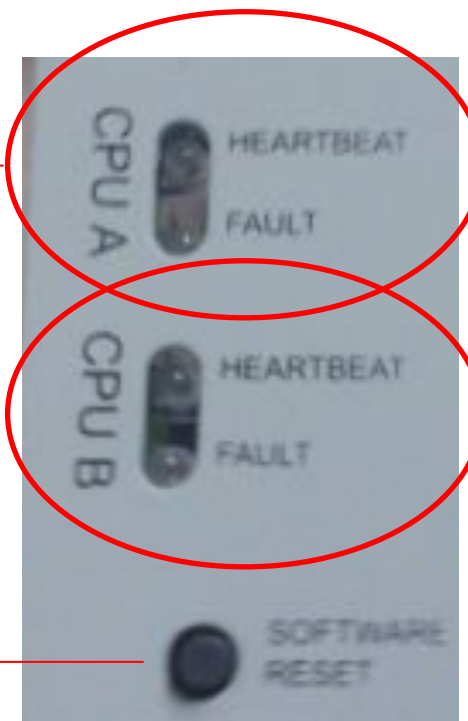 CPU A
HEARTBEAT
FAULT
CPU B
HEARTBEAT
FAULT
SOFTWARE
RESET